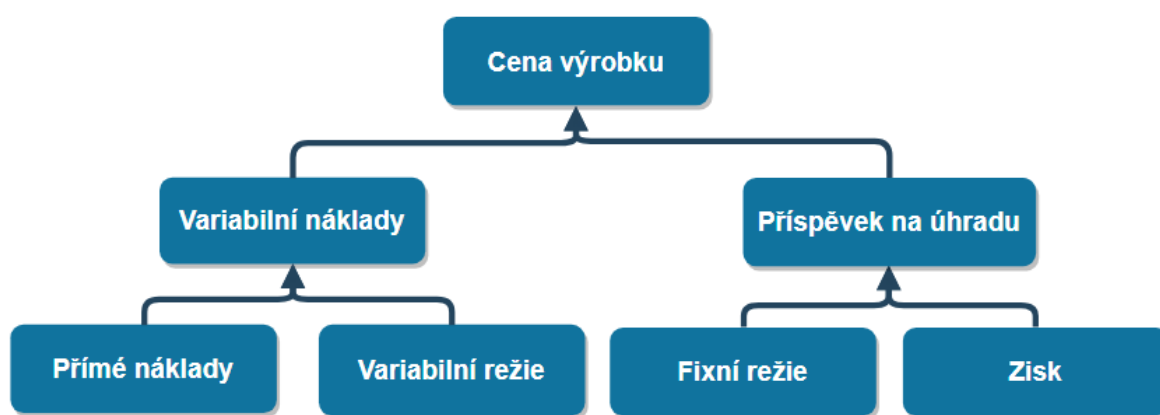 Cena výrobku
Variabilní náklady
Příspěvek na úhradu
Přímé náklady
Variabilní režie
Fixní režie
Zisk